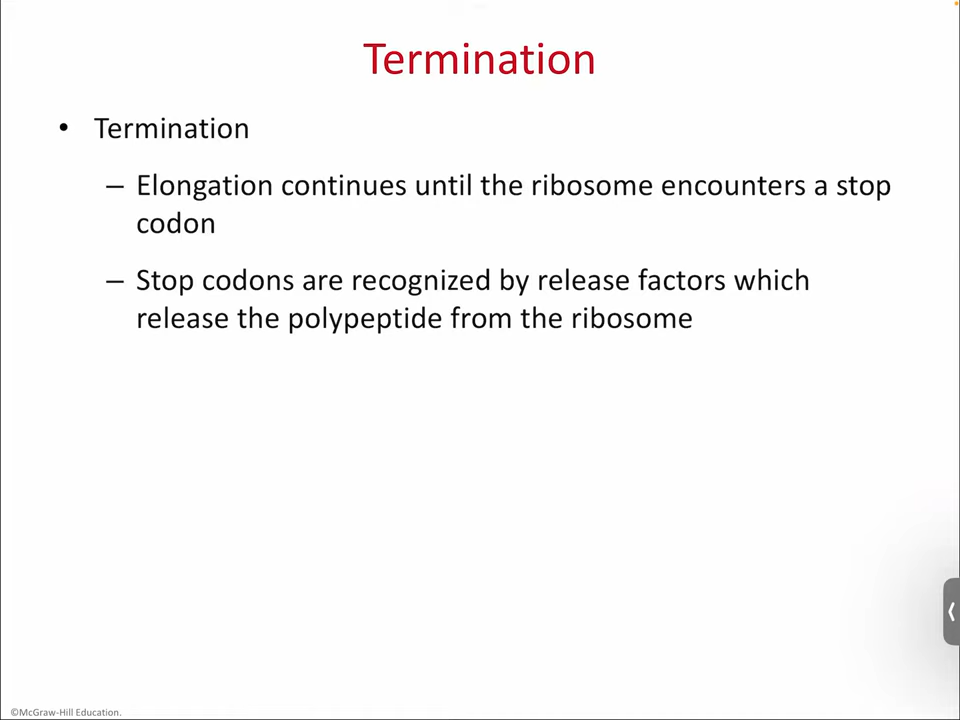 Termination
• Termination
– Elongation continues until the ribosome encounters a stop
codon
– Stop codons are recognized by release factors which
release the polypeptide from the ribosome
©McGraw-Hill Education.